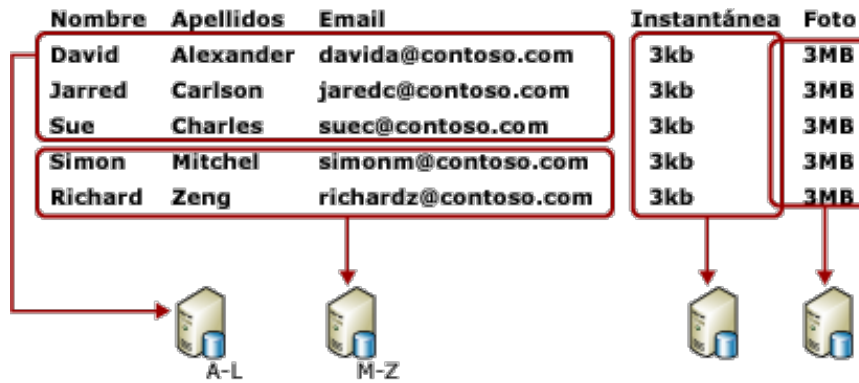 Nombre Apellidos Email Instantánea Foto
David Alexander davida@contoso.com 3kb 3MB
Jarred Carlson jaredc@contoso.com 3kb 3MB
Sue Charles suec@contoso.com 3kb 3MB
Simon Mitchel simonm@contoso.com 3kb 3MB
Richard Zeng richardz@contoso.com 3kb 3MB
A-L M-Z